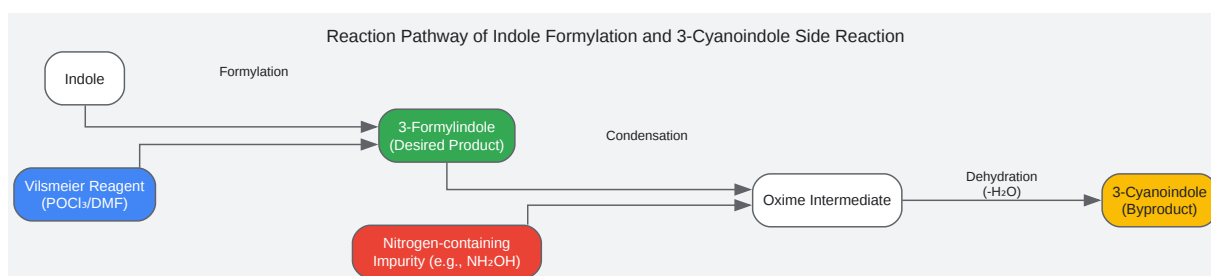 Reaction Pathway of Indole Formylation and 3-Cyanoindole Side Reaction
Indole
Formylation
3-Formylindole
(Desired Product)
Condensation
Vilsmeier Reagent
(POCl₃/DMF)
Nitrogen-containing
Impurity (e.g., NH₂OH)
Oxime Intermediate
Dehydration
(-H₂O)
3-Cyanoindole
(Byproduct)